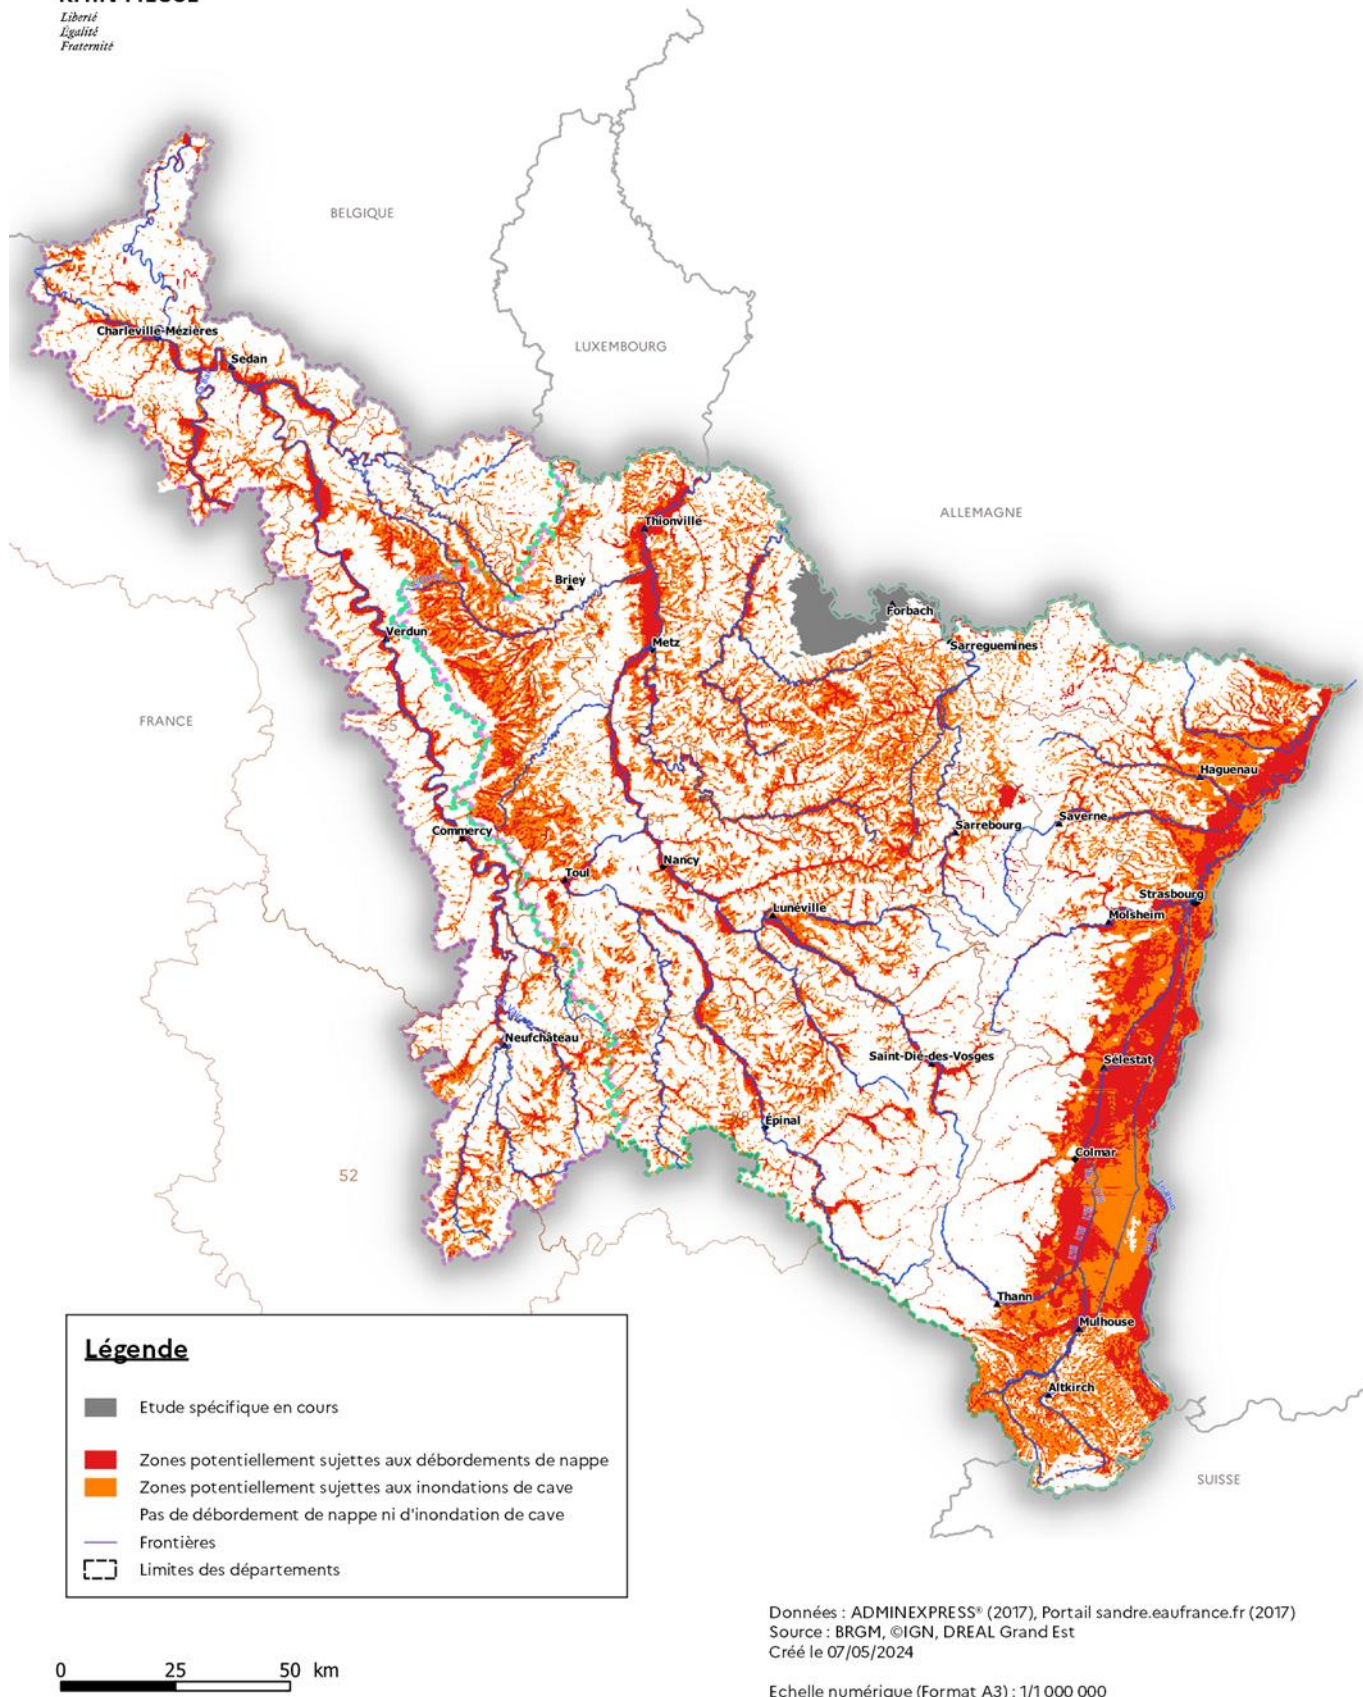 Liberté
Égalité
Fraternité
BELGIQUE
LUXEMBOURG
Charleville-Mézières
Sedan
ALLEMAGNE
Thionville
Briey
Forbach
Verdun
Metz
Sarreguemines
FRANCE
55
Haguenau
54
Commercy
Sarrebourg
Saverne
Nancy
Toul
Strasbourg
Lunéville
Molsheim
Neufchâteau
Saint-Dié-des-Vosges
Sélestat
88
Épinal
Colmar
52
Thann
Mulhouse
Altkirch
SUISSE
Légende
Etude spécifique en cours
Zones potentiellement sujettes aux débordements de nappe
Zones potentiellement sujettes aux inondations de cave
Pas de débordement de nappe ni d'inondation de cave
Frontières
Limites des départements
Données : ADMINEXPRESS® (2017), Portail sandre.eaufrance.fr (2017)
Source : BRGM, ©IGN, DREAL Grand Est
Créé le 07/05/2024
0 25 50 km
Echelle numérique (Format A3) : 1/1 000 000